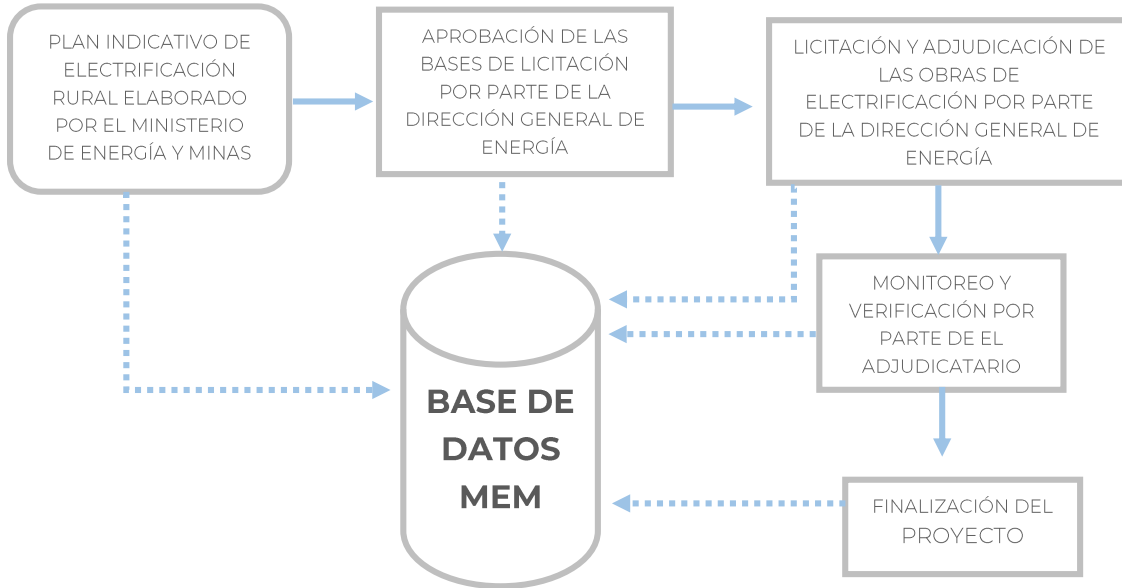 PLAN INDICATIVO DE
ELECTRIFICACIÓN
RURAL ELABORADO
POR EL MINISTERIO
DE ENERGÍA Y MINAS
APROBACIÓN DE LAS
BASES DE LICITACIÓN
POR PARTE DE LA
DIRECCIÓN GENERAL DE
ENERGÍA
LICITACIÓN Y ADJUDICACIÓN DE
LAS OBRAS DE
ELECTRIFICACIÓN POR PARTE
DE LA DIRECCIÓN GENERAL DE
ENERGÍA
MONITOREO Y
VERIFICACIÓN POR
PARTE DE EL
ADJUDICATARIO
BASE DE
DATOS
MEM
FINALIZACIÓN DEL
PROYECTO